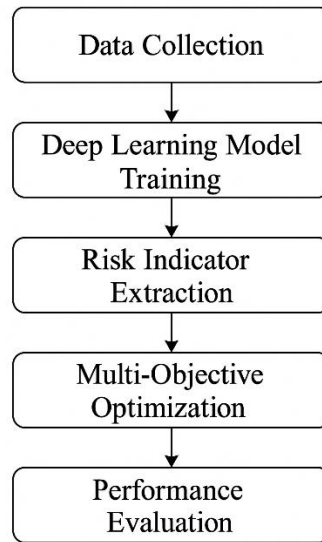 Data Collection
Deep Learning Model
Training
Risk Indicator
Extraction
Multi-Objective
Optimization
Performance
Evaluation